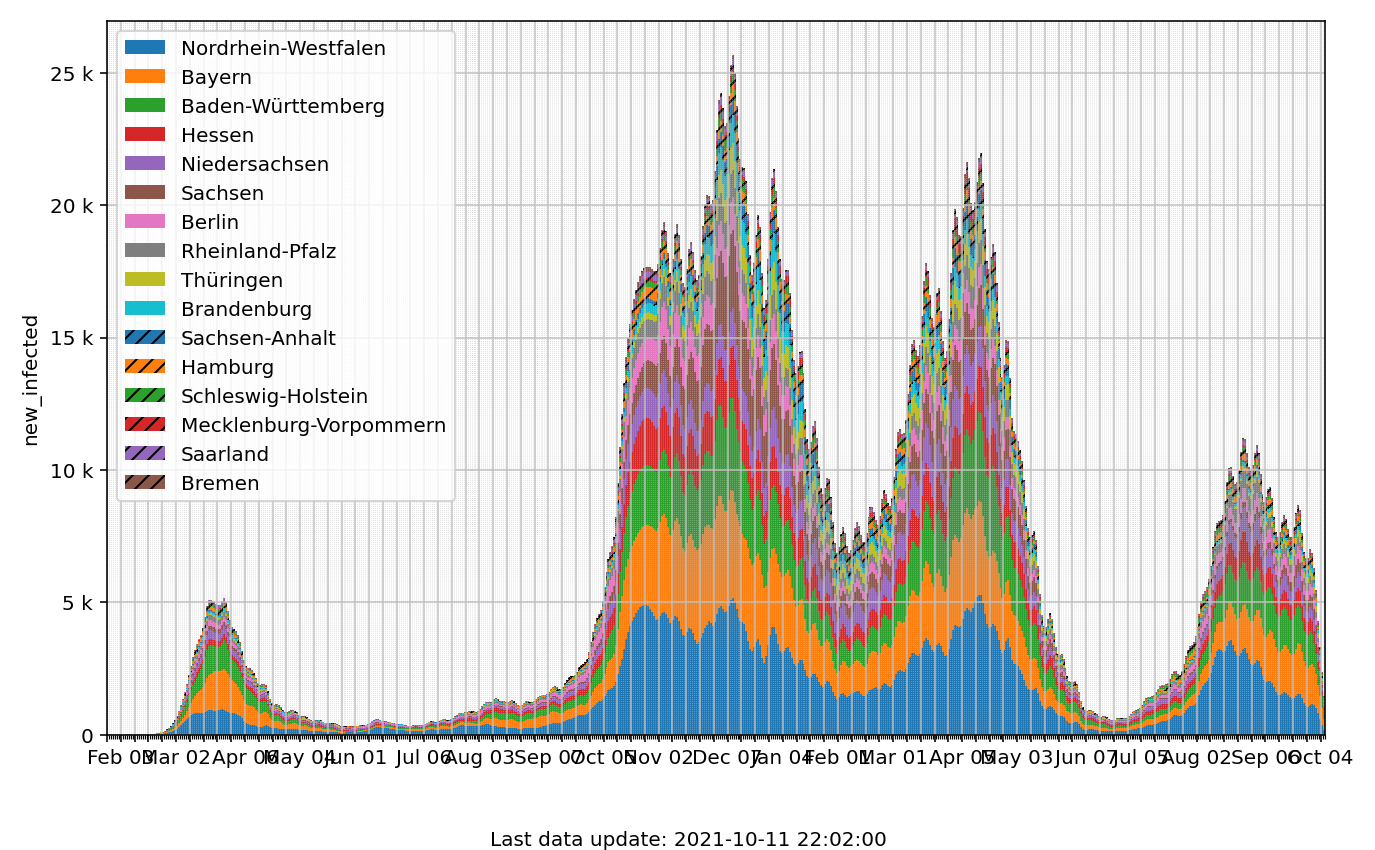 25 k
20 k
15 k
10 k
5 k
0
new_infected
Nordrhein-Westfalen
Bayern
Baden-Württemberg
Hessen
Niedersachsen
Sachsen
Berlin
Rheinland-Pfalz
Thüringen
Brandenburg
Sachsen-Anhalt
Hamburg
Schleswig-Holstein
Mecklenburg-Vorpommern
Saarland
Bremen
Feb 03 Mar 02 Apr 06 May 04 Jun 01 Jul 06 Aug 03 Sep 07 Oct 05 Nov 02 Dec 07 Jan 04 Feb 01 Mar 01 Apr 05 May 03 Jun 07 Jul 05 Aug 02 Sep 06 Oct 04
Last data update: 2021-10-11 22:02:00